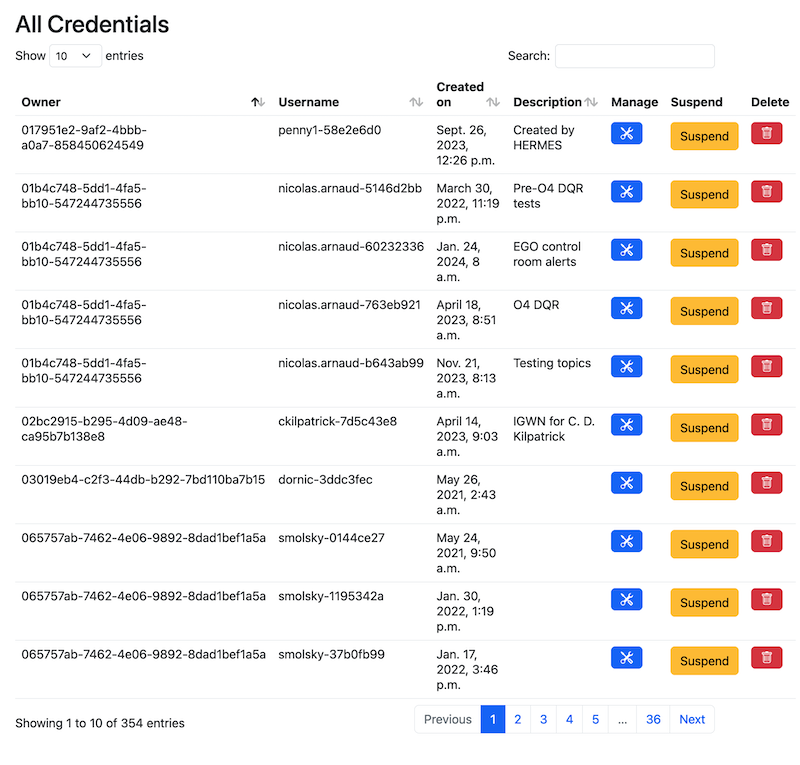 All Credentials
Show 10 entries Search:
Owner Username Created on Description Manage Suspend Delete
017951e2-9af2-4bbb- penny1-58e2e6d0 Sept. 26, Created by Suspend
a0a7-858450624549 2023, HERMES
12:26 p.m.
01b4c748-5dd1-4fa5- nicolas.arnaud-5146d2bb March 30, Pre-O4 DQR Suspend
bb10-547244735556 2022, 11:19 tests
p.m.
01b4c748-5dd1-4fa5- nicolas.arnaud-60232336 Jan. 24, EGO control Suspend
bb10-547244735556 2024, 8 room alerts
a.m.
01b4c748-5dd1-4fa5- nicolas.arnaud-763eb921 April 18, O4 DQR Suspend
bb10-547244735556 2023, 8:51
a.m.
01b4c748-5dd1-4fa5- nicolas.arnaud-b643ab99 Nov. 21, Testing topics Suspend
bb10-547244735556 2023, 8:13
a.m.
02bc2915-b295-4d09-ae48- ckilpatrick-7d5c43e8 April 14, IGWN for C. D. Suspend
ca95b7b138e8 2023, 9:03 Kilpatrick
a.m.
03019eb4-c2f3-44db-b292-7bd110ba7b15 dornic-3ddc3fec May 26, Suspend
2021, 2:43
a.m.
065757ab-7462-4e06-9892-8dad1bef1a5a smolsky-0144ce27 May 24, Suspend
2021, 9:50
a.m.
065757ab-7462-4e06-9892-8dad1bef1a5a smolsky-1195342a Jan. 30, Suspend
2022, 1:19
p.m.
065757ab-7462-4e06-9892-8dad1bef1a5a smolsky-37b0fb99 Jan. 17, Suspend
2022, 3:46
p.m.
Showing 1 to 10 of 354 entries Previous 1 2 3 4 5 ... 36 Next